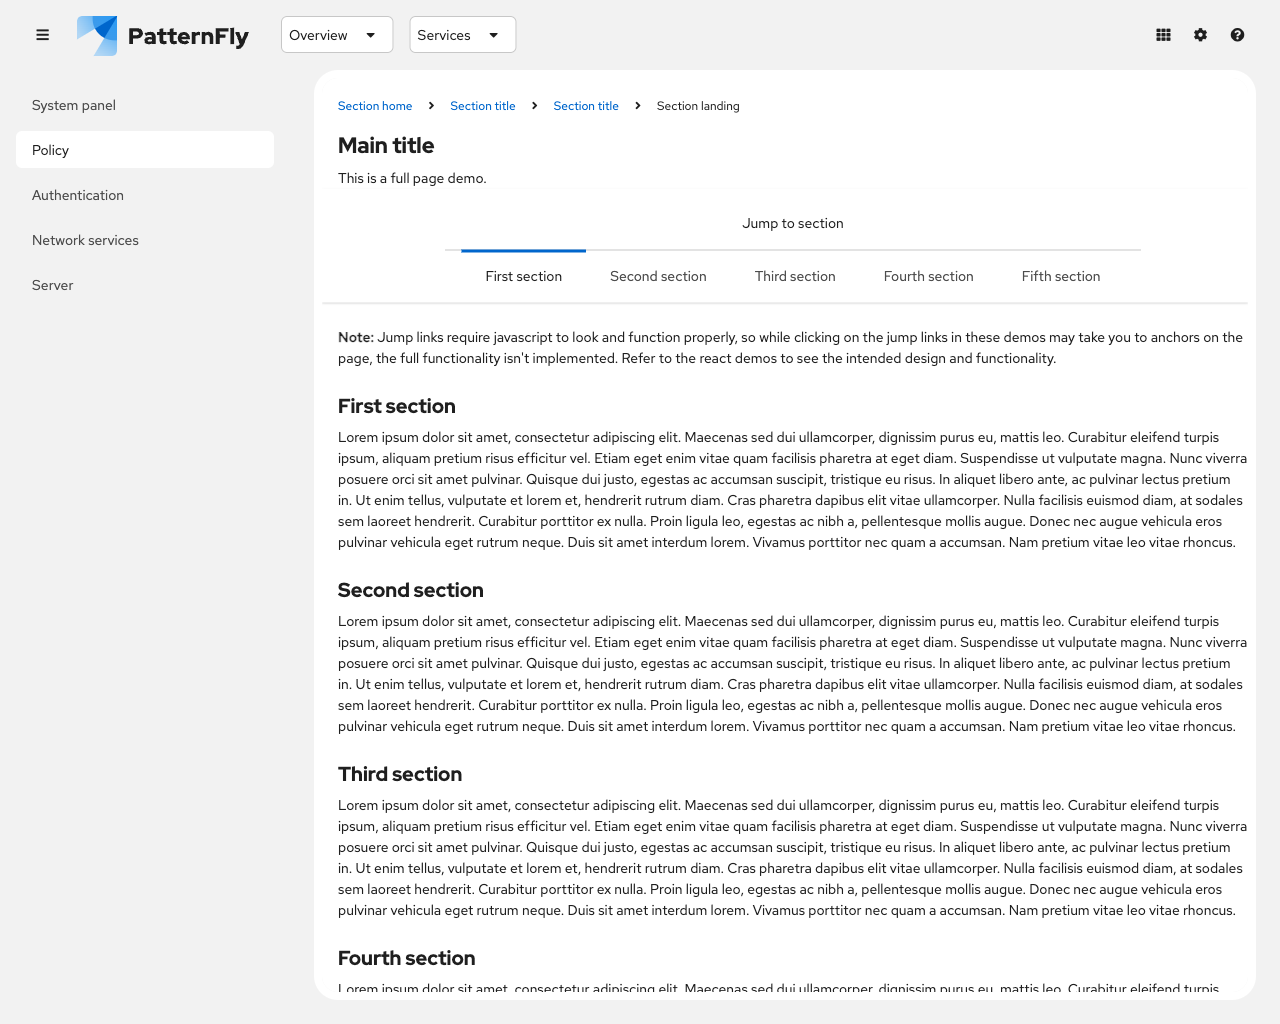 PatternFly
Overview
Services
System panel
Policy
Authentication
Network services
Server
Section home
Section title
Section title
Section landing
Main title
This is a full page demo.
Jump to section
First section
Second section
Third section
Fourth section
Fifth section
Note: Jump links require javascript to look and function properly, so while clicking on the jump links in these demos may take you to anchors on the
page, the full functionality isn't implemented. Refer to the react demos to see the intended design and functionality.
First section
Lorem ipsum dolor sit amet, consectetur adipiscing elit. Maecenas sed dui ullamcorper, dignissim purus eu, mattis leo. Curabitur eleifend turpis
ipsum, aliquam pretium risus efficitur vel. Etiam eget enim vitae quam facilisis pharetra at eget diam. Suspendisse ut vulputate magna. Nunc viverra
posuere orci sit amet pulvinar. Quisque dui justo, egestas ac accumsan suscipit, tristique eu risus. In aliquet libero ante, ac pulvinar lectus pretium
in. Ut enim tellus, vulputate et lorem et, hendrerit rutrum diam. Cras pharetra dapibus elit vitae ullamcorper. Nulla facilisis euismod diam, at sodales
sem laoreet hendrerit. Curabitur porttitor ex nulla. Proin ligula leo, egestas ac nibh a, pellentesque mollis augue. Donec nec augue vehicula eros
pulvinar vehicula eget rutrum neque. Duis sit amet interdum lorem. Vivamus porttitor nec quam a accumsan. Nam pretium vitae leo vitae rhoncus.
Second section
Lorem ipsum dolor sit amet, consectetur adipiscing elit. Maecenas sed dui ullamcorper, dignissim purus eu, mattis leo. Curabitur eleifend turpis
ipsum, aliquam pretium risus efficitur vel. Etiam eget enim vitae quam facilisis pharetra at eget diam. Suspendisse ut vulputate magna. Nunc viverra
posuere orci sit amet pulvinar. Quisque dui justo, egestas ac accumsan suscipit, tristique eu risus. In aliquet libero ante, ac pulvinar lectus pretium
in. Ut enim tellus, vulputate et lorem et, hendrerit rutrum diam. Cras pharetra dapibus elit vitae ullamcorper. Nulla facilisis euismod diam, at sodales
sem laoreet hendrerit. Curabitur porttitor ex nulla. Proin ligula leo, egestas ac nibh a, pellentesque mollis augue. Donec nec augue vehicula eros
pulvinar vehicula eget rutrum neque. Duis sit amet interdum lorem. Vivamus porttitor nec quam a accumsan. Nam pretium vitae leo vitae rhoncus.
Third section
Lorem ipsum dolor sit amet, consectetur adipiscing elit. Maecenas sed dui ullamcorper, dignissim purus eu, mattis leo. Curabitur eleifend turpis
ipsum, aliquam pretium risus efficitur vel. Etiam eget enim vitae quam facilisis pharetra at eget diam. Suspendisse ut vulputate magna. Nunc viverra
posuere orci sit amet pulvinar. Quisque dui justo, egestas ac accumsan suscipit, tristique eu risus. In aliquet libero ante, ac pulvinar lectus pretium
in. Ut enim tellus, vulputate et lorem et, hendrerit rutrum diam. Cras pharetra dapibus elit vitae ullamcorper. Nulla facilisis euismod diam, at sodales
sem laoreet hendrerit. Curabitur porttitor ex nulla. Proin ligula leo, egestas ac nibh a, pellentesque mollis augue. Donec nec augue vehicula eros
pulvinar vehicula eget rutrum neque. Duis sit amet interdum lorem. Vivamus porttitor nec quam a accumsan. Nam pretium vitae leo vitae rhoncus.
Fourth section
Lorem ipsum dolor sit amet, consectetur adipiscing elit. Maecenas sed dui ullamcorper, dignissim purus eu, mattis leo. Curabitur eleifend turpis